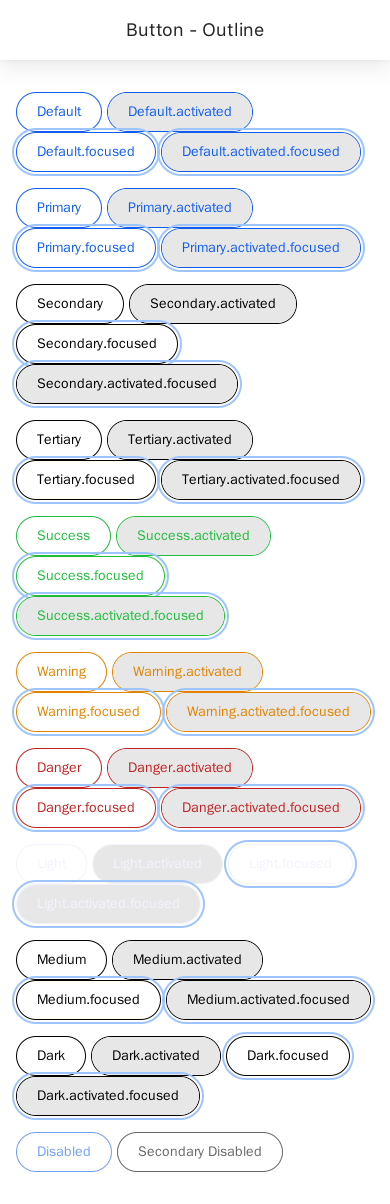 Button - Outline
Default Default.activated
Default.focused Default.activated.focused
Primary Primary.activated
Primary.focused Primary.activated.focused
Secondary Secondary.activated
Secondary.focused
Secondary.activated.focused
Tertiary Tertiary.activated
Tertiary.focused Tertiary.activated.focused
Success Success.activated
Success.focused
Success.activated.focused
Warning Warning.activated
Warning.focused Warning.activated.focused
Danger Danger.activated
Danger.focused Danger.activated.focused
Light Light.activated Light.focused
Light.activated.focused
Medium Medium.activated
Medium.focused Medium.activated.focused
Dark Dark.activated Dark.focused
Dark.activated.focused
Disabled Secondary Disabled